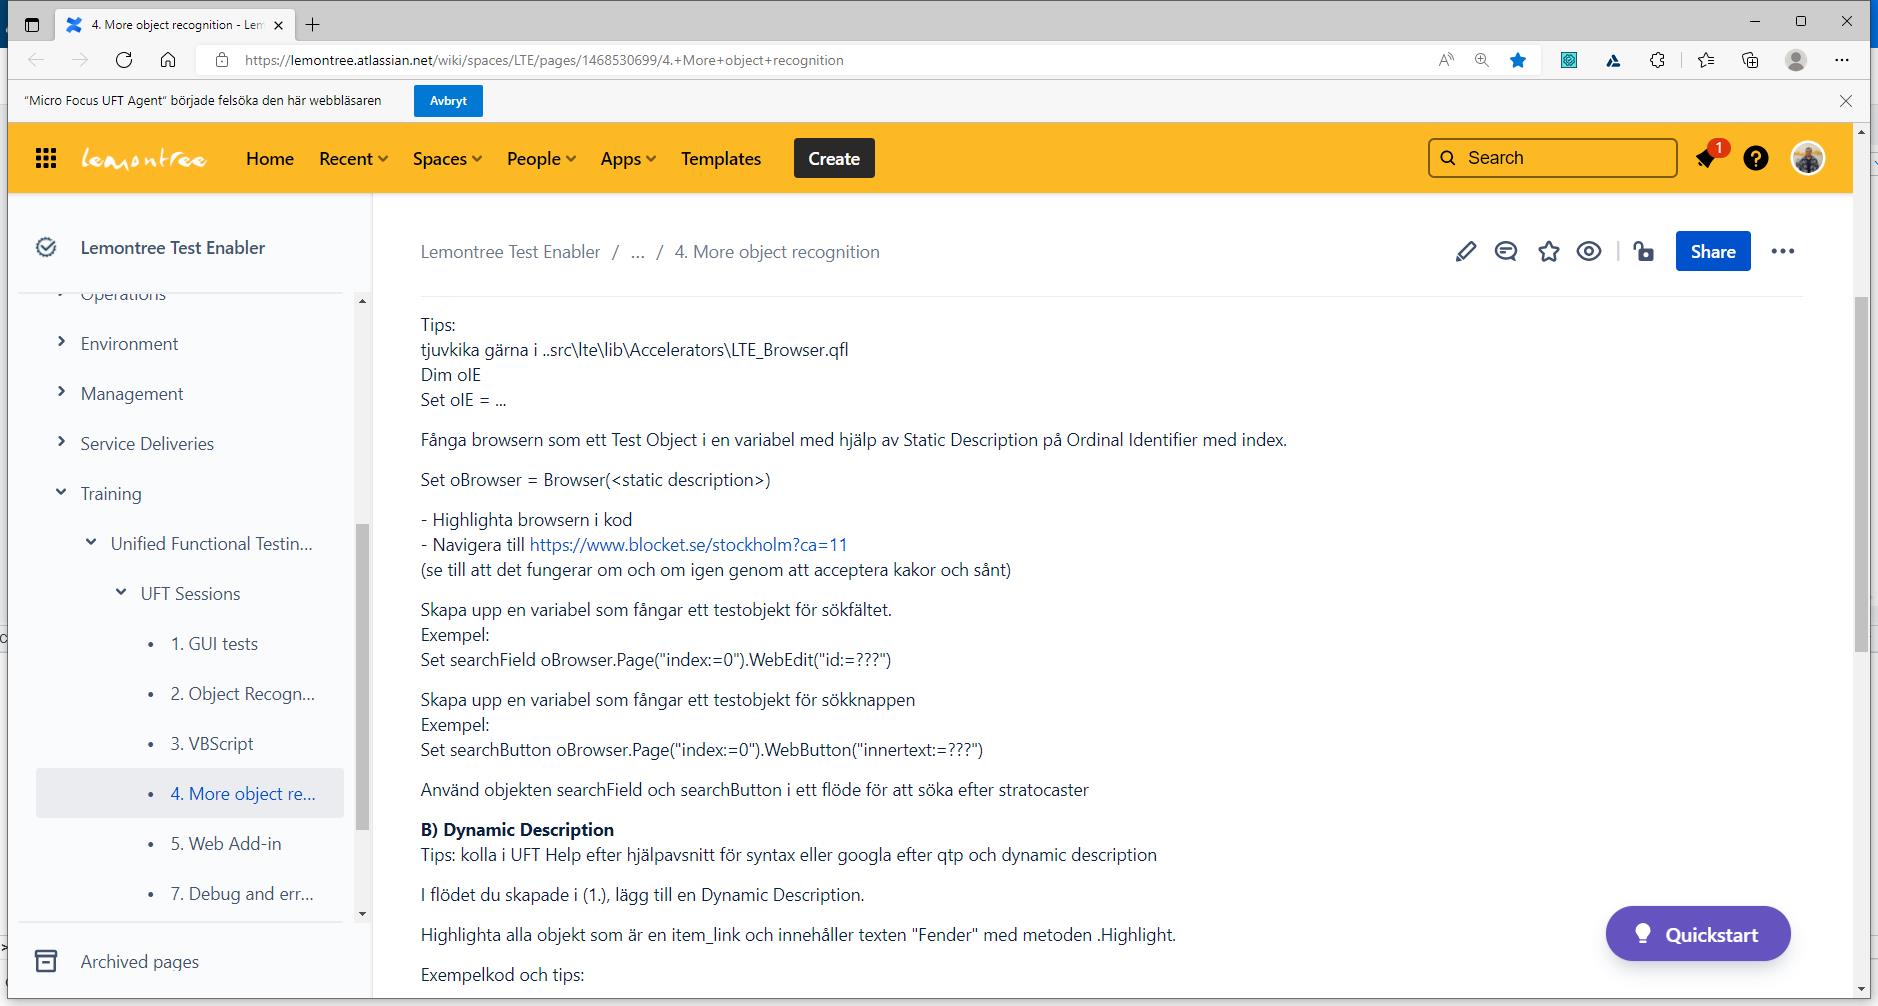 4. More object recognition - Lem
https://lemontree.atlassian.net/wiki/spaces/LTE/pages/1468530699/4.+More+object+recognition
"Micro Focus UFT Agent" började felsöka den här webbläsaren
Avbryt
lemontree
Home
Recent
Spaces
People
Apps
Templates
Create
Search
1
Lemontree Test Enabler
Operations
Environment
Management
Service Deliveries
Training
Unified Functional Testin...
UFT Sessions
• 1. GUI tests
• 2. Object Recogn...
• 3. VBScript
• 4. More object re...
• 5. Web Add-in
• 7. Debug and err...
Archived pages
Lemontree Test Enabler / ... / 4. More object recognition
Share
Tips:
tjuvkika gärna i ..src\lte\lib\Accelerators\LTE_Browser.qfl
Dim oIE
Set oIE = ...
Fånga browsern som ett Test Object i en variabel med hjälp av Static Description på Ordinal Identifier med index.
Set oBrowser = Browser(<static description>)
- Highlighta browsern i kod
- Navigera till https://www.blocket.se/stockholm?ca=11
(se till att det fungerar om och om igen genom att acceptera kakor och sånt)
Skapa upp en variabel som fångar ett testobjekt för sökfältet.
Exempel:
Set searchField oBrowser.Page("index:=0").WebEdit("id:=???")
Skapa upp en variabel som fångar ett testobjekt för sökknappen
Exempel:
Set searchButton oBrowser.Page("index:=0").WebButton("innertext:=???")
Använd objekten searchField och searchButton i ett flöde för att söka efter stratocaster
B) Dynamic Description
Tips: kolla i UFT Help efter hjälpavsnitt för syntax eller googla efter qtp och dynamic description
I flödet du skapade i (1.), lägg till en Dynamic Description.
Highlighta alla objekt som är en item_link och innehåller texten "Fender" med metoden .Highlight.
Exempelkod och tips:
Quickstart